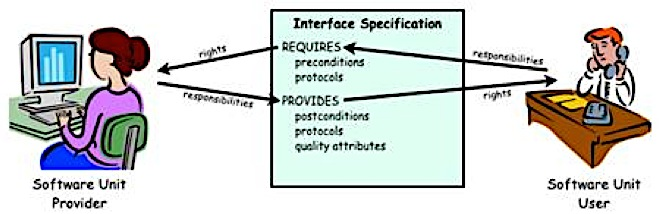 Interface Specification
REQUIRES
preconditions
protocols
PROVIDES
postconditions
protocols
quality attributes
rights
responsibilities
responsibilities
rights
Software Unit
Provider
Software Unit
User